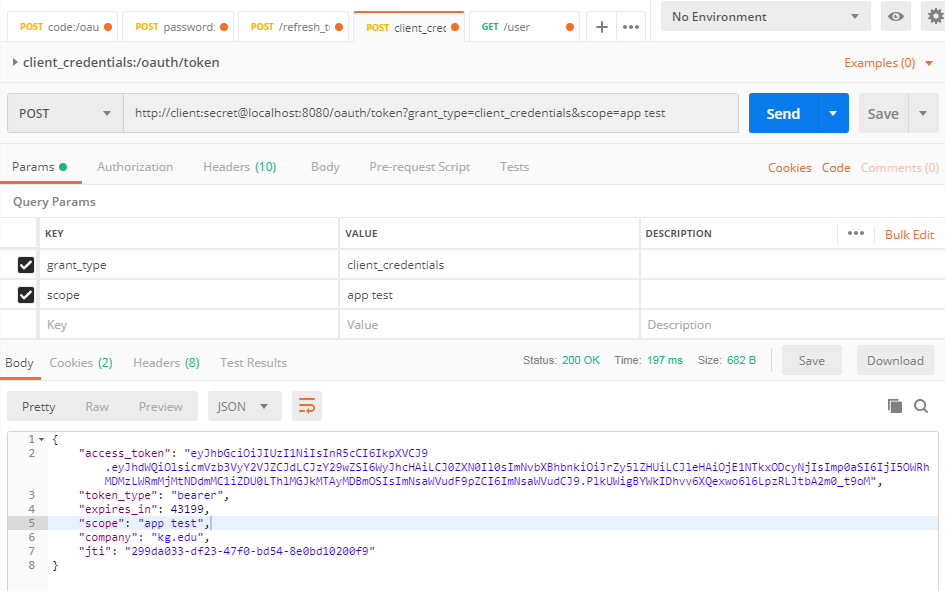 POST code:/oau POST password: POST /refresh_t POST client_cred GET /user + ••• No Environment
client_credentials:/oauth/token Examples (0)
POST http://client:secret@localhost:8080/oauth/token?grant_type=client_credentials&scope=app test Send Save
Params Authorization Headers (10) Body Pre-request Script Tests Cookies Code Comments (0)
Query Params
KEY VALUE DESCRIPTION ••• Bulk Edit
grant_type client_credentials
scope app test
Key Value Description
Body Cookies (2) Headers (8) Test Results Status: 200 OK Time: 197 ms Size: 682 B Save Download
Pretty Raw Preview JSON
1 {
2 "access_token": "eyJhbGciOiJIUzI1NiIsInR5cCI6IkpXVCJ9
.eyJhdWQiOlsicmVzb3VyY2VJZCJdLCJzY29wZSI6WyJhcHAiLCJ0ZXN0Il0sImNvbXBhbnkiOiJrZy5lZHUiLCJleHAiOjE1NTkxODcyNjIsImp0aSI6IjI5OWRh
MDMzLWRmMjMtNDdmMC1iZDU0LThlMGJkMTAyMDBmOSIsImNsaWVudF9pZCI6ImNsaWVudCJ9.PlkUWigBYWkIDhvv6XQexwo6l6LpzRLJtbA2m0_t9oM",
3 "token_type": "bearer",
4 "expires_in": 43199,
5 "scope": "app test",
6 "company": "kg.edu",
7 "jti": "299da033-df23-47f0-bd54-8e0bd10200f9"
8 }